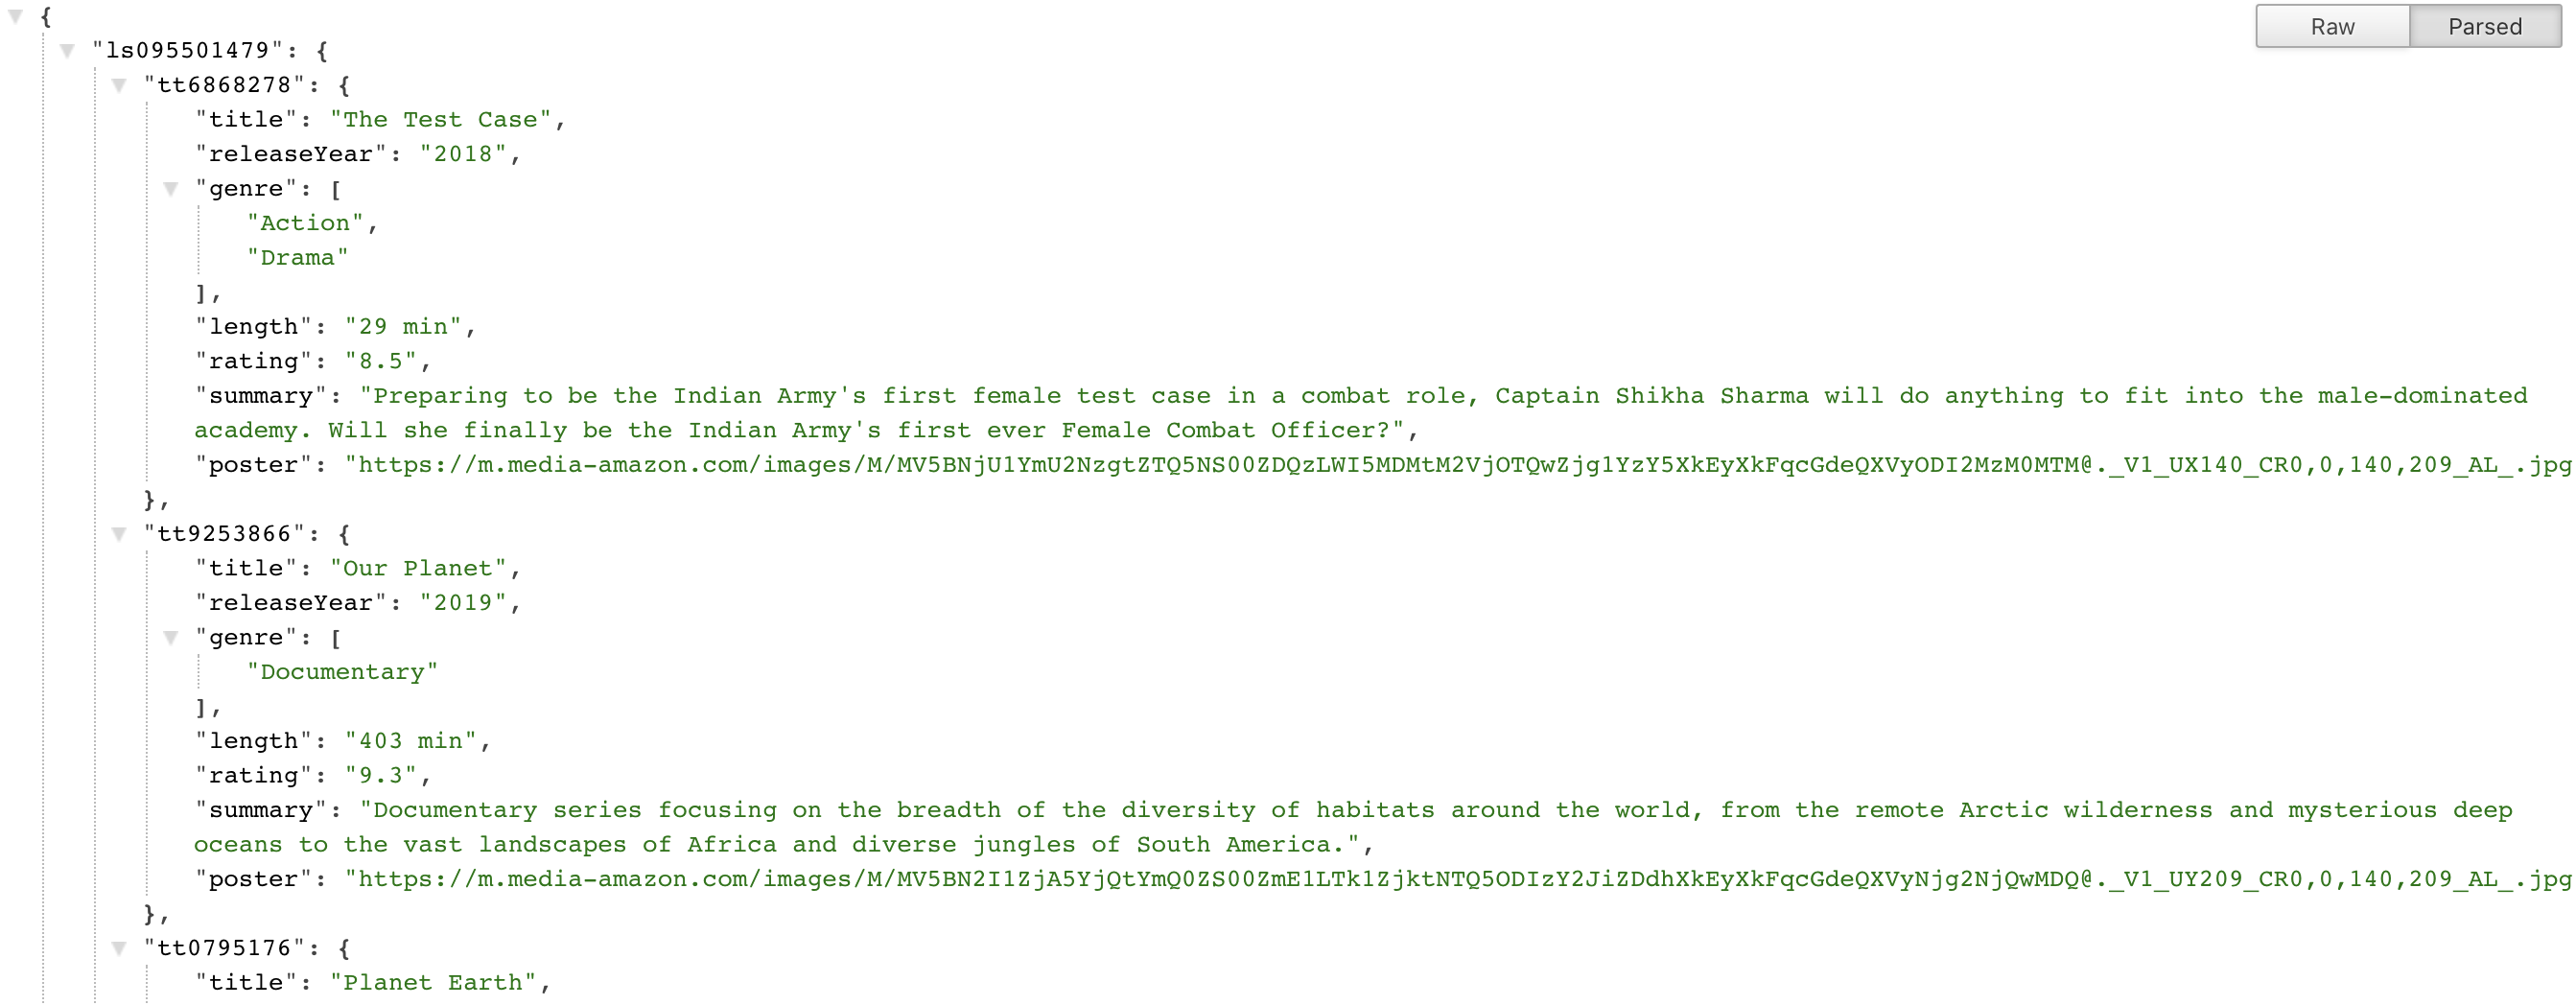 {
Raw Parsed
"ls095501479": {
"tt6868278": {
"title": "The Test Case",
"releaseYear": "2018",
"genre": [
"Action",
"Drama"
],
"length": "29 min",
"rating": "8.5",
"summary": "Preparing to be the Indian Army's first female test case in a combat role, Captain Shikha Sharma will do anything to fit into the male-dominated
academy. Will she finally be the Indian Army's first ever Female Combat Officer?",
"poster": "https://m.media-amazon.com/images/M/MV5BNjU1YmU2NzgtZTQ5NS00ZDQzLWI5MDMtM2VjOTQwZjg1YzY5XkEyXkFqcGdeQXVyODI2MzM0MTM@._V1_UX140_CR0,0,140,209_AL_.jpg
},
"tt9253866": {
"title": "Our Planet",
"releaseYear": "2019",
"genre": [
"Documentary"
],
"length": "403 min",
"rating": "9.3",
"summary": "Documentary series focusing on the breadth of the diversity of habitats around the world, from the remote Arctic wilderness and mysterious deep
oceans to the vast landscapes of Africa and diverse jungles of South America.",
"poster": "https://m.media-amazon.com/images/M/MV5BN2I1ZjA5YjQtYmQ0ZS00ZmE1LTk1ZjktNTQ5ODIzY2JiZDdhXkEyXkFqcGdeQXVyNjg2NjQwMDQ@._V1_UY209_CR0,0,140,209_AL_.jpg
},
"tt0795176": {
"title": "Planet Earth",